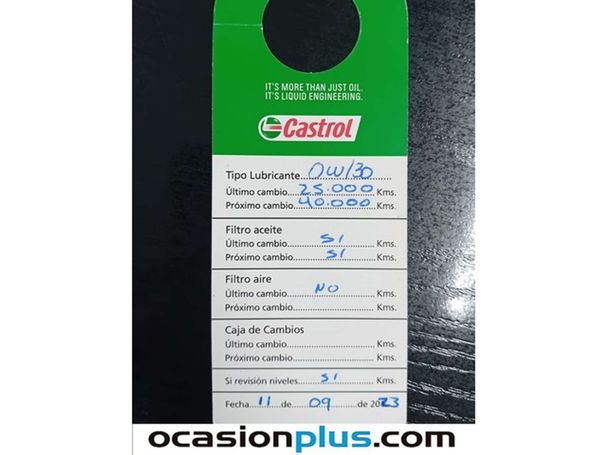 IT'S MORE THAN JUST OIL.
IT'S LIQUID ENGINEERING.
Castrol
Tipo Lubricante...0W/30
Último cambio...25.000...Kms.
Próximo cambio...40.000...Kms.
Filtro aceite
Último cambio...SI...Kms.
Próximo cambio...SI...Kms.
Filtro aire
Último cambio...NO...Kms.
Próximo cambio...Kms.
Caja de Cambios
Último cambio...Kms.
Próximo cambio...Kms.
Si revisión niveles...SI...Kms.
Fecha...11...de...09...de 2023
ocasionplus.com